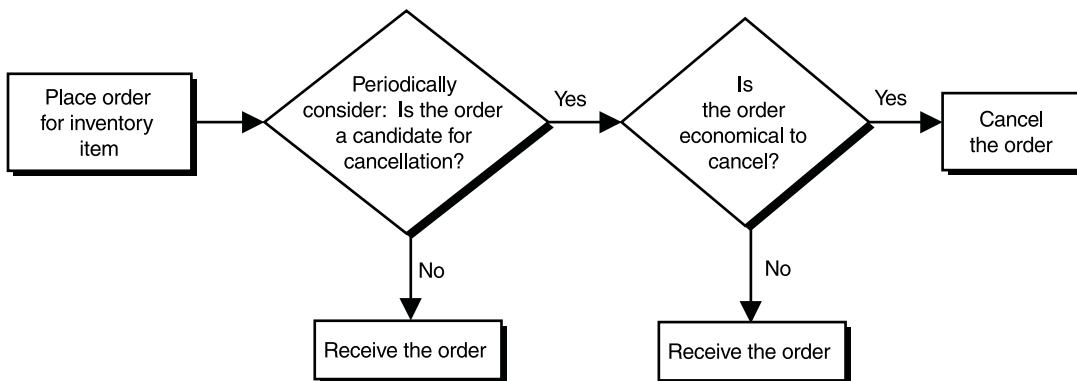 Place order
for inventory
item
Periodically
consider: Is the order
a candidate for
cancellation?
Yes
Is
the order
economical to
cancel?
Yes
Cancel
the order
No
No
Receive the order
Receive the order